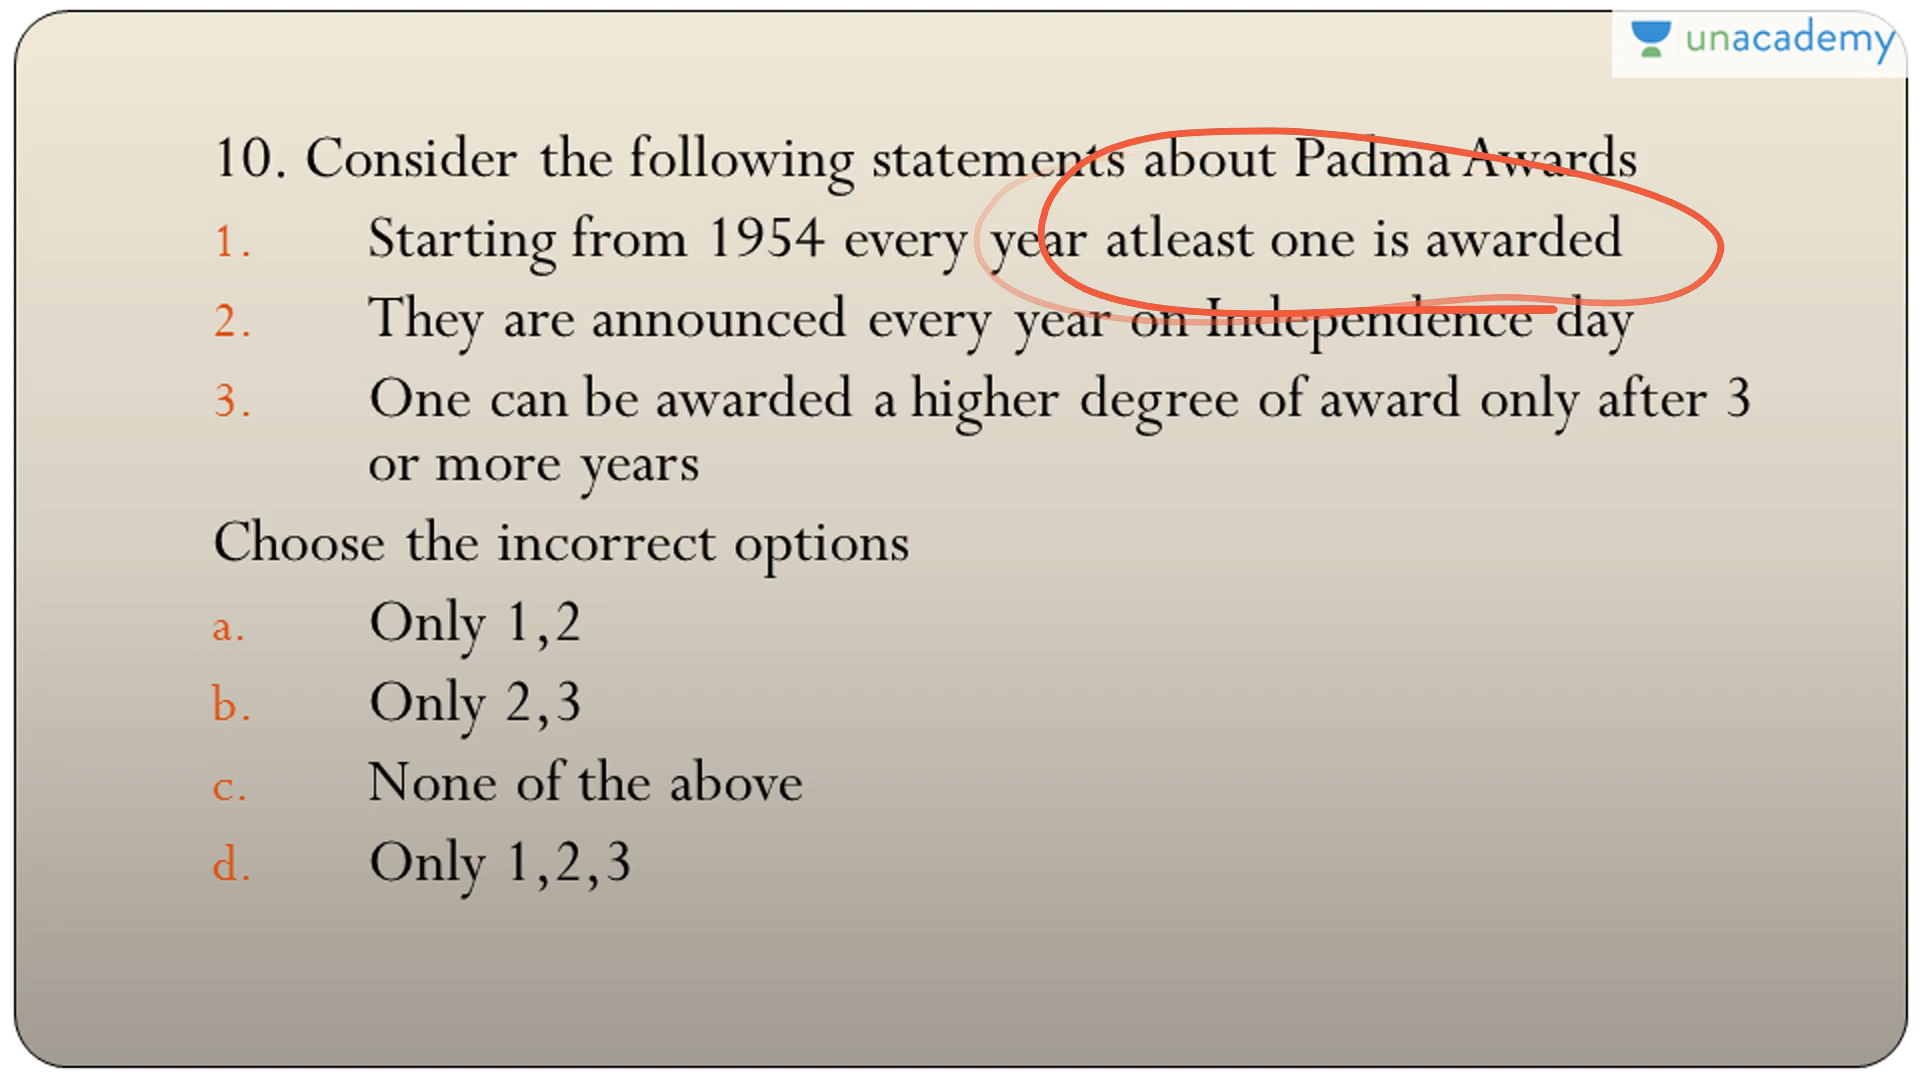 unacademy
10. Consider the following statements about Padma Awards
1. Starting from 1954 every year atleast one is awarded
2. They are announced every year on Independence day
3. One can be awarded a higher degree of award only after 3
or more years
Choose the incorrect options
a. Only 1,2
b. Only 2,3
c. None of the above
d. Only 1,2,3